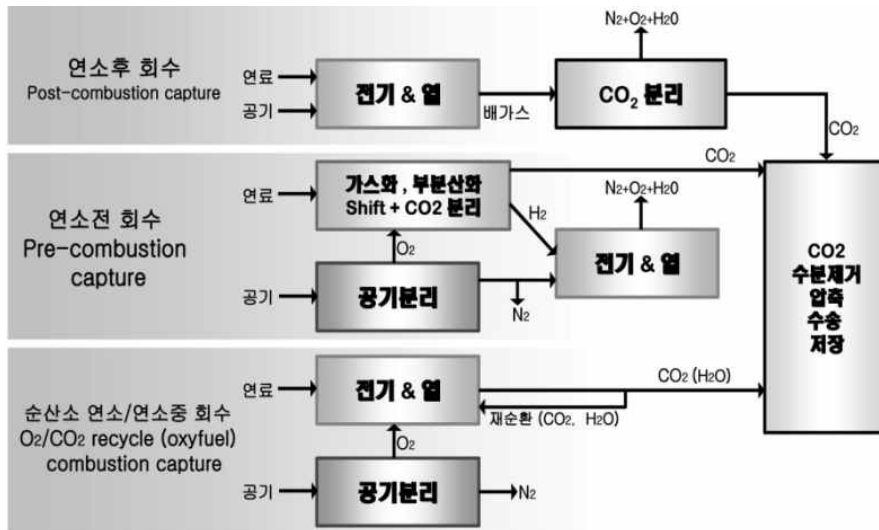 연소후 회수
Post-combustion capture
연료
공기
전기 & 열
배가스
CO₂ 분리
N₂+O₂+H₂O
CO₂
연소전 회수
Pre-combustion
capture
연료
공기
가스화 , 부분산화
Shift + CO2 분리
O₂
공기분리
CO₂
H₂
N₂
N₂+O₂+H₂O
전기 & 열
CO2
수분제거
압축
수송
저장
순산소 연소/연소중 회수
O₂/CO₂ recycle (oxyfuel)
combustion capture
연료
공기
전기 & 열
O₂
공기분리
N₂
CO₂ (H₂O)
재순환 (CO₂, H₂O)